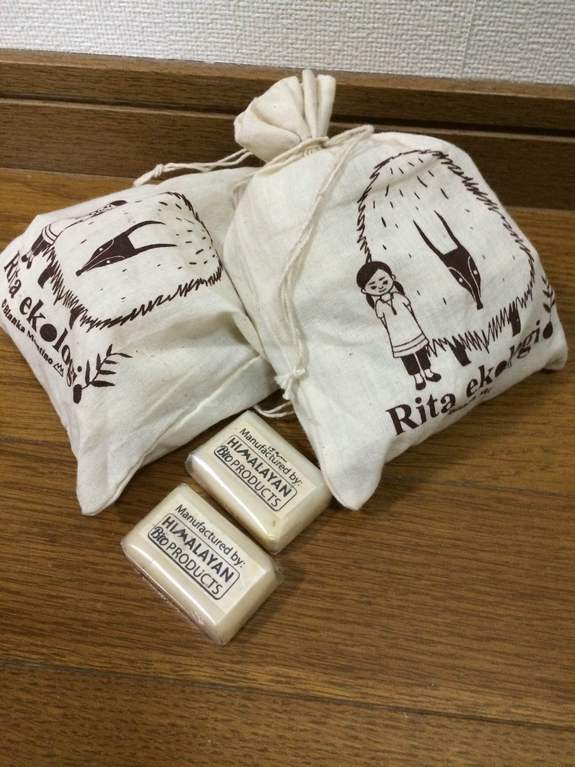 Rita ekologi
Rita ekologi
Manufactured by:
HIMALAYAN
Bio PRODUCTS
Manufactured by:
HIMALAYAN
Bio PRODUCTS